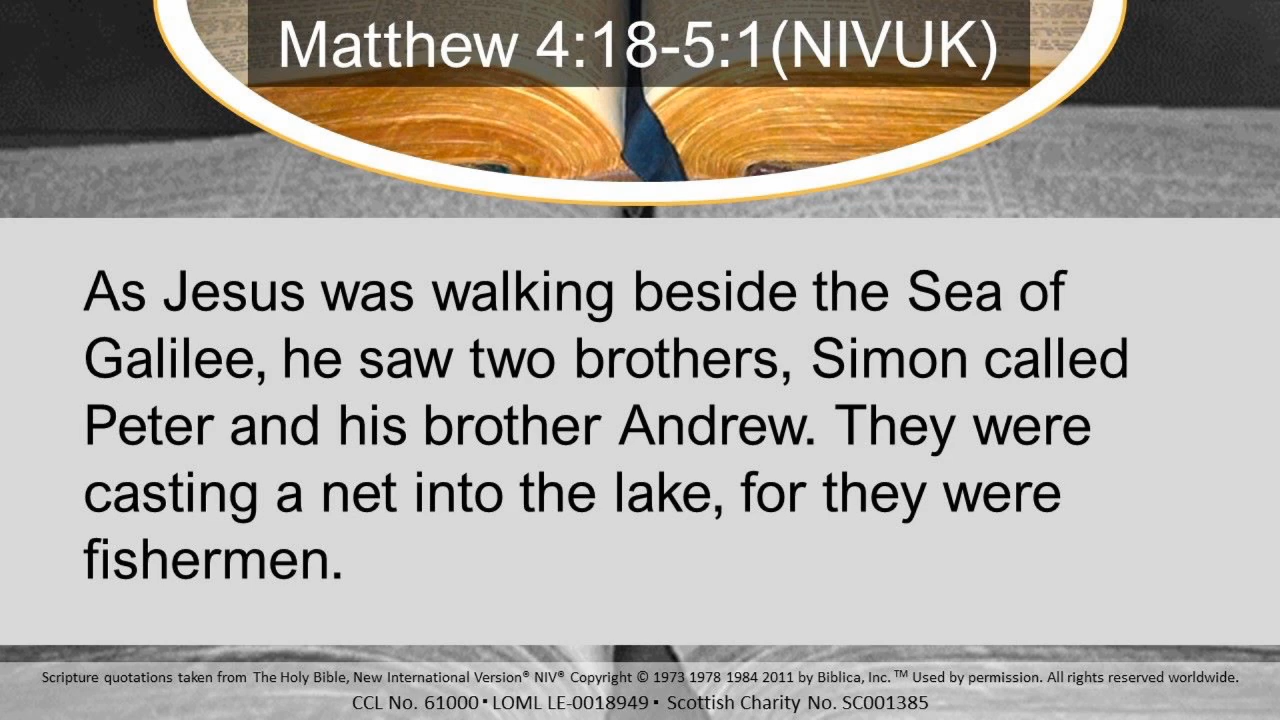 Matthew 4:18-5:1(NIVUK)
As Jesus was walking beside the Sea of
Galilee, he saw two brothers, Simon called
Peter and his brother Andrew. They were
casting a net into the lake, for they were
fishermen.
Scripture quotations taken from The Holy Bible, New International Version® NIV® Copyright © 1973 1978 1984 2011 by Biblica, Inc.™ Used by permission. All rights reserved worldwide.
CCL No. 61000▪LOML LE-0018949▪ Scottish Charity No. SC001385